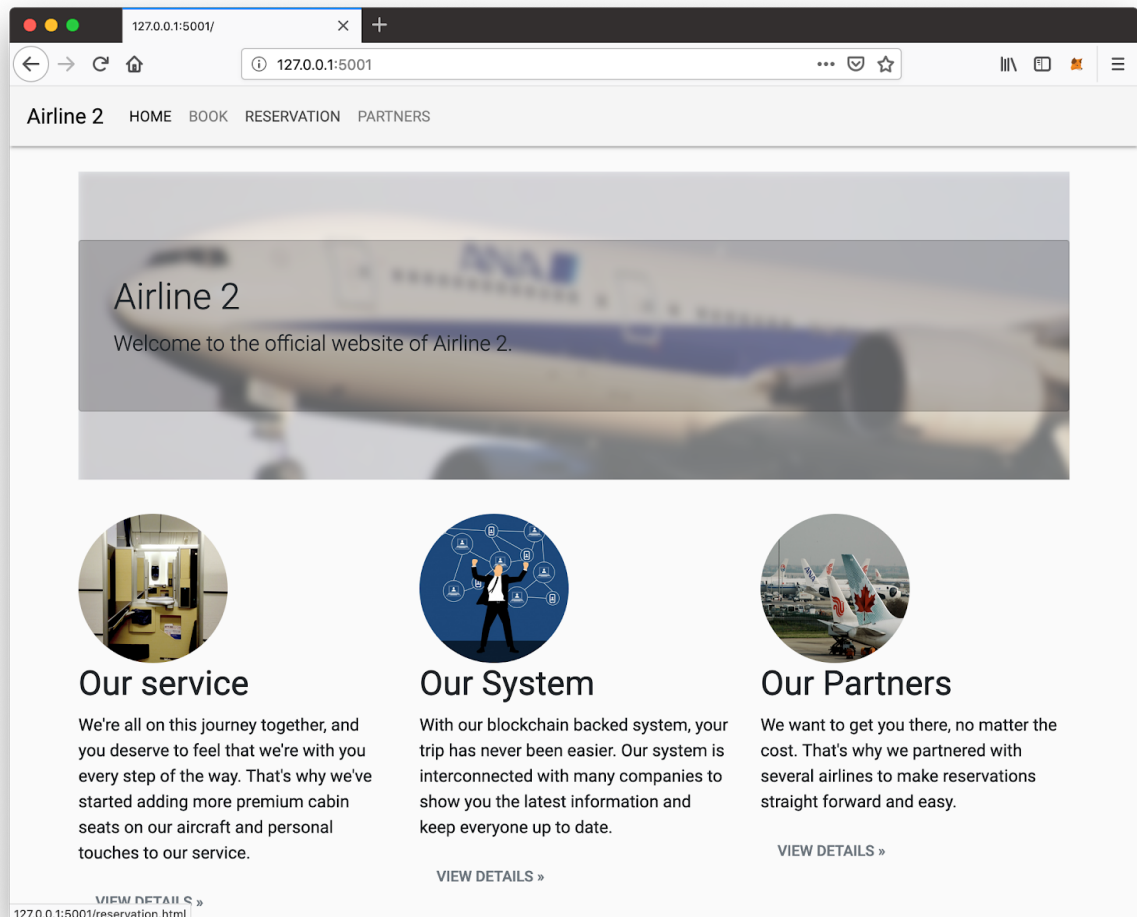 127.0.0.1:5001/
127.0.0.1:5001
Airline 2 HOME BOOK RESERVATION PARTNERS
ANA
Airline 2
Welcome to the official website of Airline 2.
Our service
We're all on this journey together, and
you deserve to feel that we're with you
every step of the way. That's why we've
started adding more premium cabin
seats on our aircraft and personal
touches to our service.
VIEW DETAILS »
Our System
With our blockchain backed system, your
trip has never been easier. Our system is
interconnected with many companies to
show you the latest information and
keep everyone up to date.
VIEW DETAILS »
Our Partners
We want to get you there, no matter the
cost. That's why we partnered with
several airlines to make reservations
straight forward and easy.
VIEW DETAILS »
127.0.0.1:5001/reservation.html